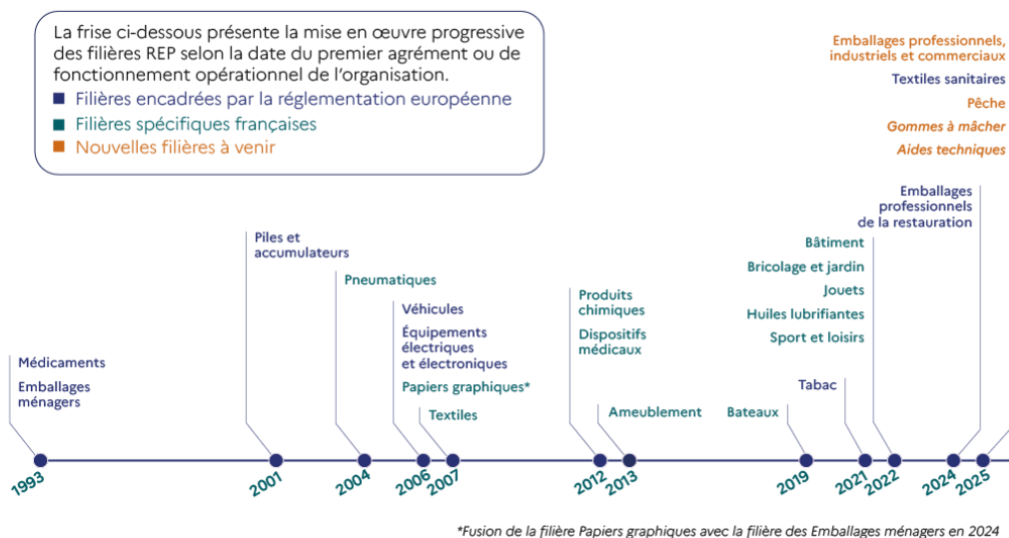 La frise ci-dessous présente la mise en œuvre progressive
des filières REP selon la date du premier agrément ou de
fonctionnement opérationnel de l'organisation.
Filières encadrées par la réglementation européenne
Filières spécifiques françaises
Nouvelles filières à venir
Emballages professionnels,
industriels et commerciaux
Textiles sanitaires
Pêche
Gommes à mâcher
Aides techniques
Emballages
professionnels
de la restauration
Piles et
accumulateurs
Pneumatiques
Véhicules
Équipements
électriques
et électroniques
Papiers graphiques*
Textiles
Produits
chimiques
Dispositifs
médicaux
Ameublement
Bâtiment
Bricolage et jardin
Jouets
Huiles lubrifiantes
Sport et loisirs
Tabac
Bateaux
Médicaments
Emballages
ménagers
1993
2001
2004
2006
2007
2012
2013
2019
2021
2022
2024
2025
*Fusion de la filière Papiers graphiques avec la filière des Emballages ménagers en 2024